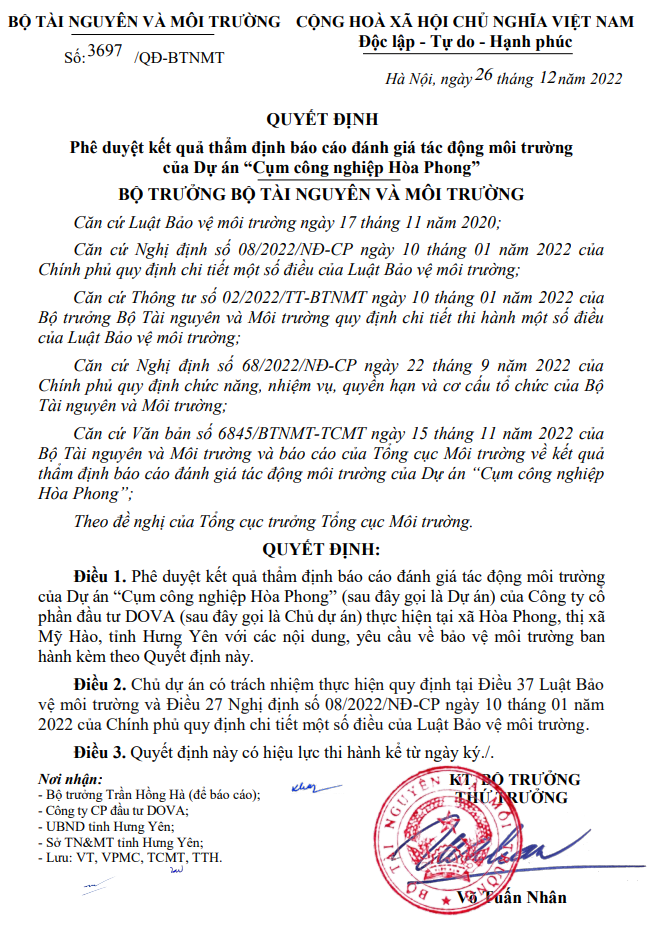 BỘ TÀI NGUYÊN VÀ MÔI TRƯỜNG
CỘNG HOÀ XÃ HỘI CHỦ NGHĨA VIỆT NAM
Độc lập - Tự do - Hạnh phúc
Số: 3697 /QĐ-BTNMT
Hà Nội, ngày 26 tháng 12 năm 2022
QUYẾT ĐỊNH
Phê duyệt kết quả thẩm định báo cáo đánh giá tác động môi trường
của Dự án “Cụm công nghiệp Hòa Phong”
BỘ TRƯỞNG BỘ TÀI NGUYÊN VÀ MÔI TRƯỜNG
Căn cứ Luật Bảo vệ môi trường ngày 17 tháng 11 năm 2020;
Căn cứ Nghị định số 08/2022/NĐ-CP ngày 10 tháng 01 năm 2022 của
Chính phủ quy định chi tiết một số điều của Luật Bảo vệ môi trường;
Căn cứ Thông tư số 02/2022/TT-BTNMT ngày 10 tháng 01 năm 2022 của
Bộ trưởng Bộ Tài nguyên và Môi trường quy định chi tiết thi hành một số điều
của Luật Bảo vệ môi trường;
Căn cứ Nghị định số 68/2022/NĐ-CP ngày 22 tháng 9 năm 2022 của
Chính phủ quy định chức năng, nhiệm vụ, quyền hạn và cơ cấu tổ chức của Bộ
Tài nguyên và Môi trường;
Căn cứ Văn bản số 6845/BTNMT-TCMT ngày 15 tháng 11 năm 2022 của
Bộ Tài nguyên và Môi trường và báo cáo của Tổng cục Môi trường về kết quả
thẩm định báo cáo đánh giá tác động môi trường của Dự án “Cụm công nghiệp
Hòa Phong”;
Theo đề nghị của Tổng cục trưởng Tổng cục Môi trường.
QUYẾT ĐỊNH:
Điều 1. Phê duyệt kết quả thẩm định báo cáo đánh giá tác động môi trường
của Dự án “Cụm công nghiệp Hòa Phong” (sau đây gọi là Dự án) của Công ty cổ
phần đầu tư DOVA (sau đây gọi là Chủ dự án) thực hiện tại xã Hòa Phong, thị xã
Mỹ Hào, tỉnh Hưng Yên với các nội dung, yêu cầu về bảo vệ môi trường ban
hành kèm theo Quyết định này.
Điều 2. Chủ dự án có trách nhiệm thực hiện quy định tại Điều 37 Luật Bảo
vệ môi trường và Điều 27 Nghị định số 08/2022/NĐ-CP ngày 10 tháng 01 năm
2022 của Chính phủ quy định chi tiết một số điều của Luật Bảo vệ môi trường.
Điều 3. Quyết định này có hiệu lực thi hành kể từ ngày ký./.
Nơi nhận:
- Bộ trưởng Trần Hồng Hà (để báo cáo);
- Công ty CP đầu tư DOVA;
- UBND tỉnh Hưng Yên;
- Sở TN&MT tỉnh Hưng Yên;
- Lưu: VT, VPMC, TCMT, TTH.
KT. BỘ TRƯỞNG
THỨ TRƯỞNG
BỘ TÀI NGUYÊN VÀ MÔI TRƯỜNG
Võ Tuấn Nhân